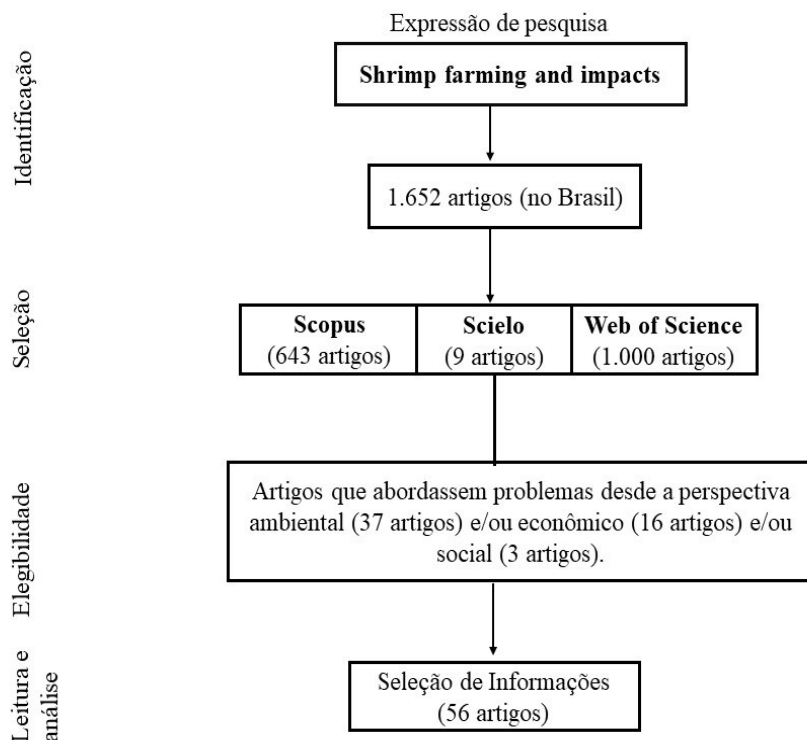 Expressão de pesquisa
Identificação
Shrimp farming and impacts
1.652 artigos (no Brasil)
Seleção
Scopus
(643 artigos)
Scielo
(9 artigos)
Web of Science
(1.000 artigos)
Elegibilidade
Artigos que abordassem problemas desde a perspectiva
ambiental (37 artigos) e/ou econômico (16 artigos) e/ou
social (3 artigos).
Leitura e
análise
Seleção de Informações
(56 artigos)